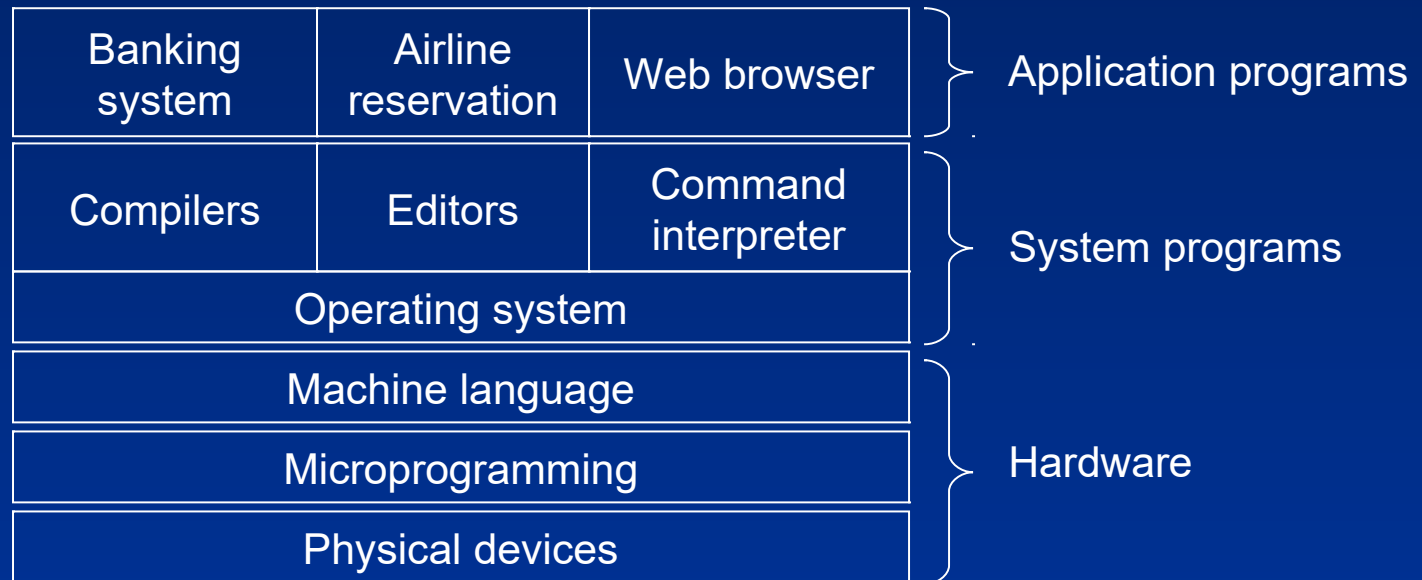 Banking
system
Airline
reservation
Web browser
Application programs
Compilers
Editors
Command
interpreter
System programs
Operating system
Machine language
Microprogramming
Hardware
Physical devices